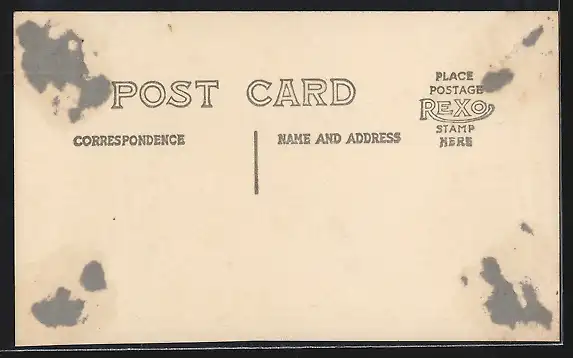 POST CARD
CORRESPONDENCE
NAME AND ADDRESS
PLACE
POSTAGE
REXO
STAMP
HERE